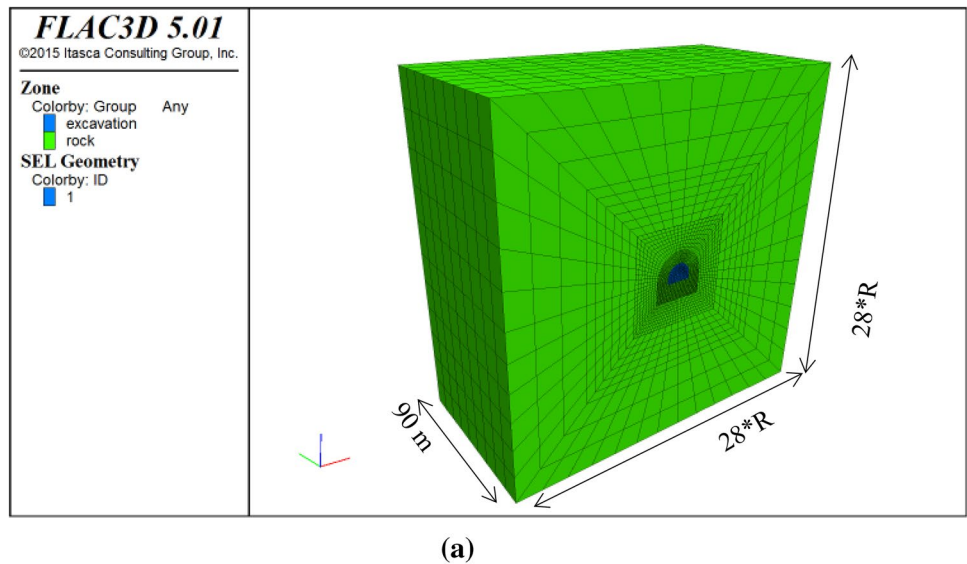 FLAC3D 5.01
©2015 Itasca Consulting Group, Inc.
Zone
Colorby: Group Any
excavation
rock
SEL Geometry
Colorby: ID
1
90 m
28*R
28*R
(a)